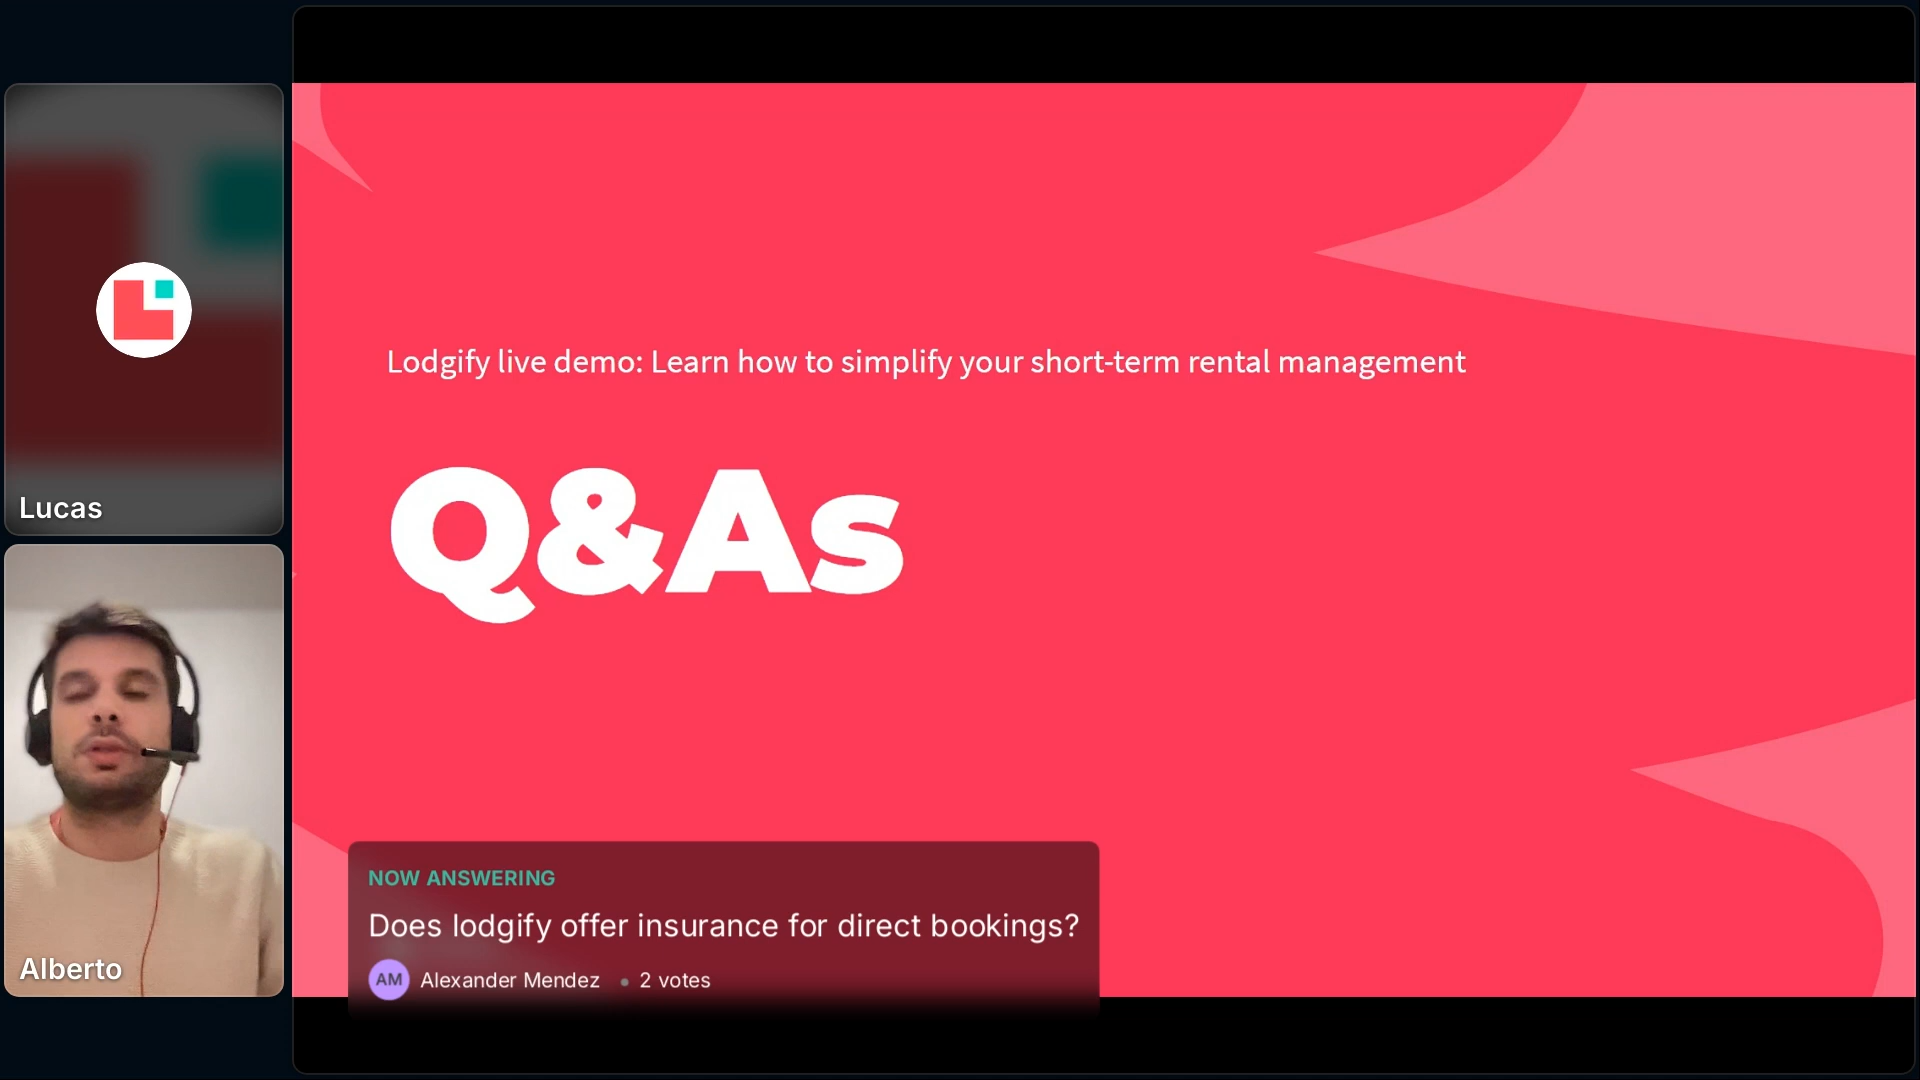 Lucas
Alberto
Lodgify live demo: Learn how to simplify your short-term rental management
Q&As
NOW ANSWERING
Does lodgify offer insurance for direct bookings?
AM Alexander Mendez • 2 votes